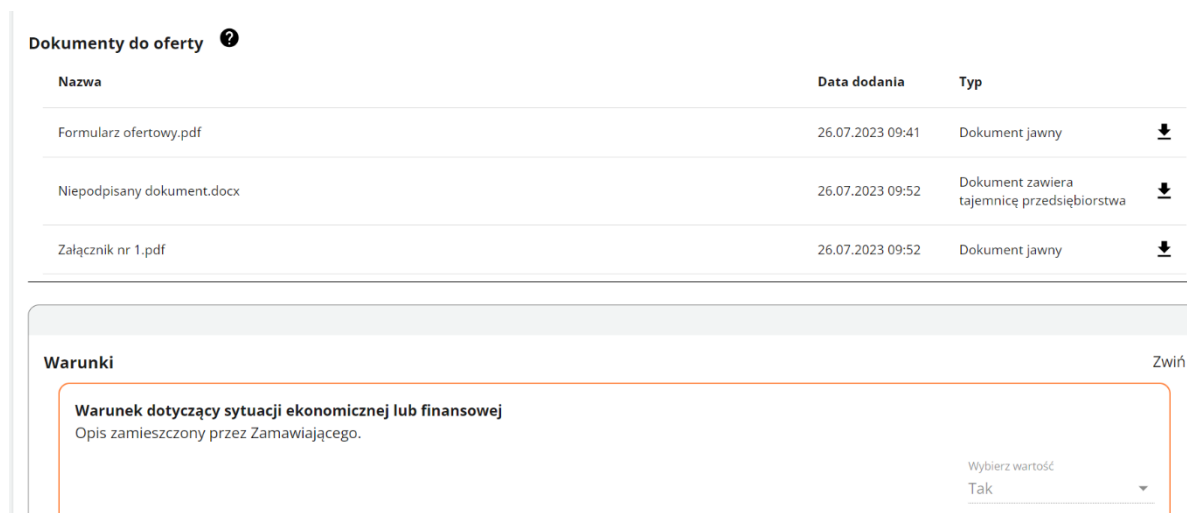 Dokumenty do oferty ?
Nazwa Data dodania Typ
Formularz ofertowy.pdf 26.07.2023 09:41 Dokument jawny
Niepodpisany dokument.docx 26.07.2023 09:52 Dokument zawiera
tajemnicę przedsiębiorstwa
Załącznik nr 1.pdf 26.07.2023 09:52 Dokument jawny
Warunki Zwiń
Warunek dotyczący sytuacji ekonomicznej lub finansowej
Opis zamieszczony przez Zamawiającego.
Wybierz wartość
Tak